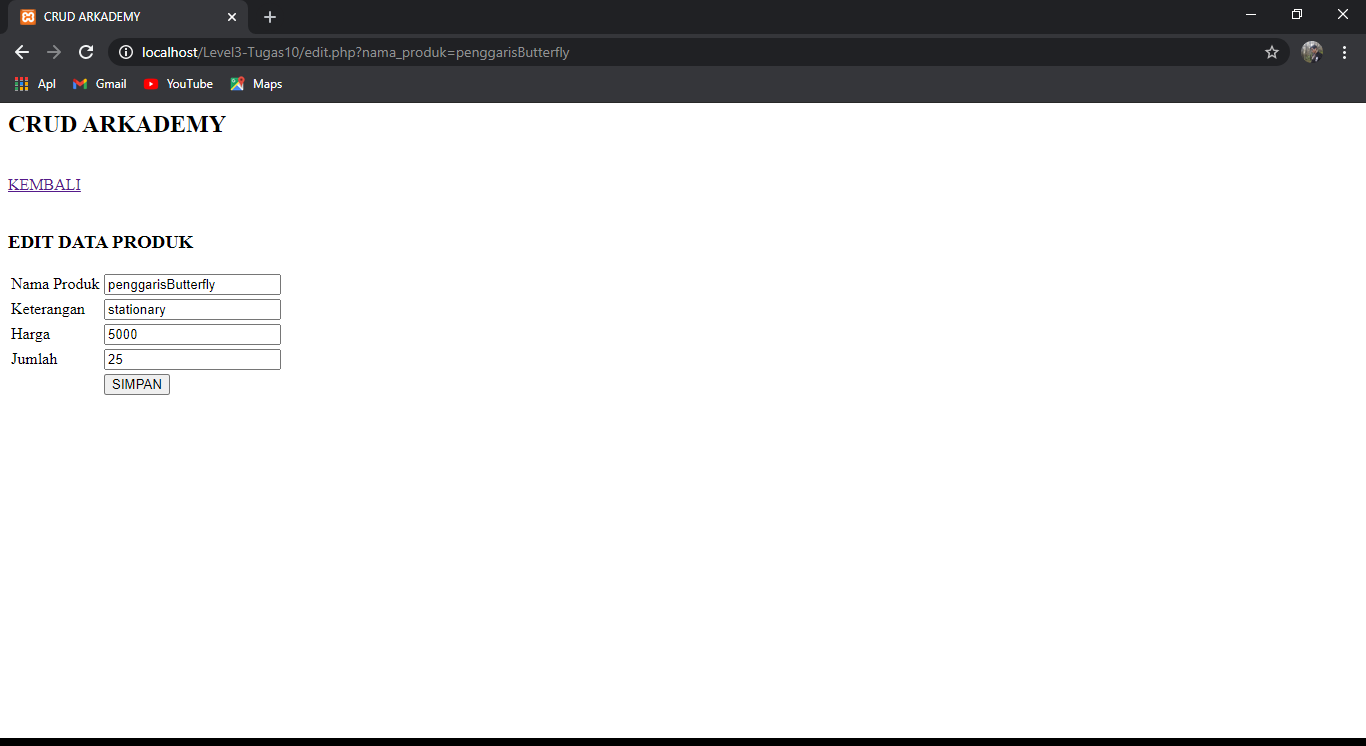 CRUD ARKADEMY
localhost/Level3-Tugas10/edit.php?nama_produk=penggarisButterfly
Apl Gmail YouTube Maps
CRUD ARKADEMY
KEMBALI
EDIT DATA PRODUK
Nama Produk penggarisButterfly
Keterangan stationary
Harga 5000
Jumlah 25
SIMPAN